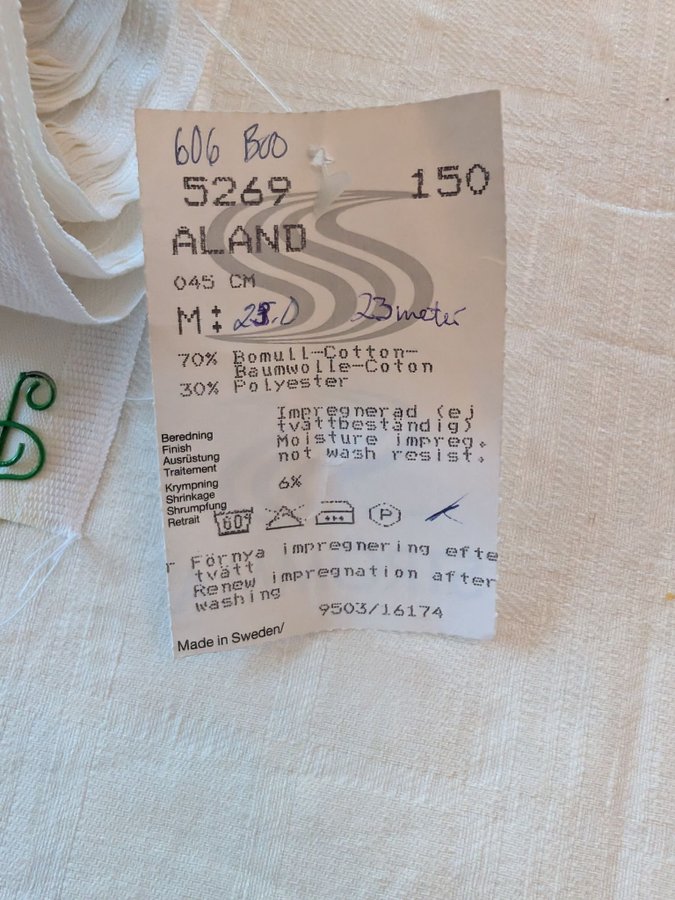 606 Boo
5269 150
ALAND
045 CM
M: 23.0 23 meter
70% Bomull-Cotton-
Baumwolle-Coton
30% Polyester
Beredning
Finish
Ausrüstung
Traitement
Impregnerad (ej
tvättbeständig)
Moisture impreg.
not wash resist.
Krympning
Shrinkage
Shrumpfung
Retrait
6%
60° P
r Förnya impregnering efte
tvätt
Renew impregnation after
washing
9503/16174
Made in Sweden/